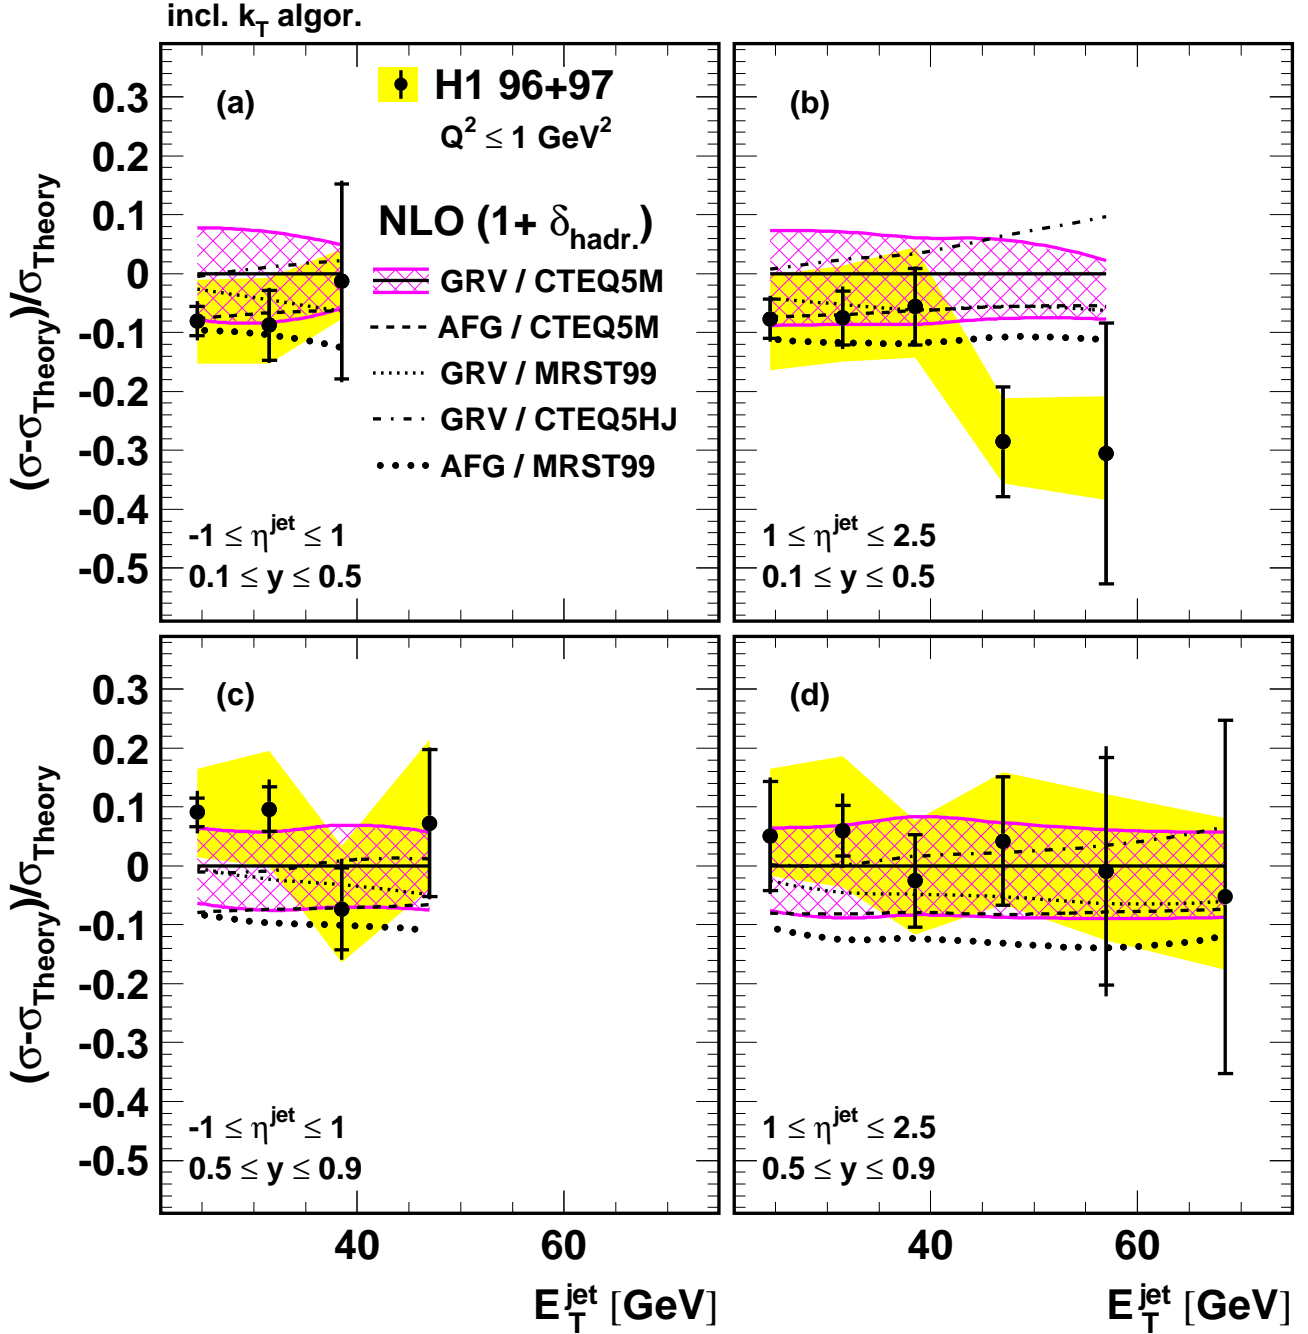 incl. k_T algor.
(σ-σ_Theory)/σ_Theory
0.3
0.2
0.1
0
-0.1
-0.2
-0.3
-0.4
-0.5
(a)
H1 96+97
Q^2 ≤ 1 GeV^2
NLO (1+ δ_hadr.)
GRV / CTEQ5M
AFG / CTEQ5M
GRV / MRST99
GRV / CTEQ5HJ
AFG / MRST99
-1 ≤ η^jet ≤ 1
0.1 ≤ y ≤ 0.5
(b)
1 ≤ η^jet ≤ 2.5
0.1 ≤ y ≤ 0.5
(σ-σ_Theory)/σ_Theory
0.3
0.2
0.1
0
-0.1
-0.2
-0.3
-0.4
-0.5
(c)
-1 ≤ η^jet ≤ 1
0.5 ≤ y ≤ 0.9
(d)
1 ≤ η^jet ≤ 2.5
0.5 ≤ y ≤ 0.9
40 60
40 60
E_T^jet [GeV]
E_T^jet [GeV]